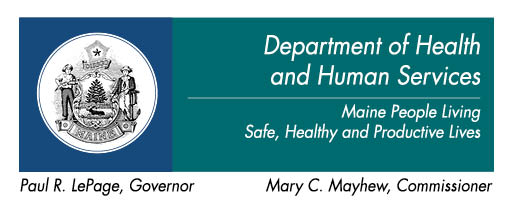 Department of Health
and Human Services
Maine People Living
Safe, Healthy and Productive Lives
MAINE
Paul R. LePage, Governor
Mary C. Mayhew, Commissioner